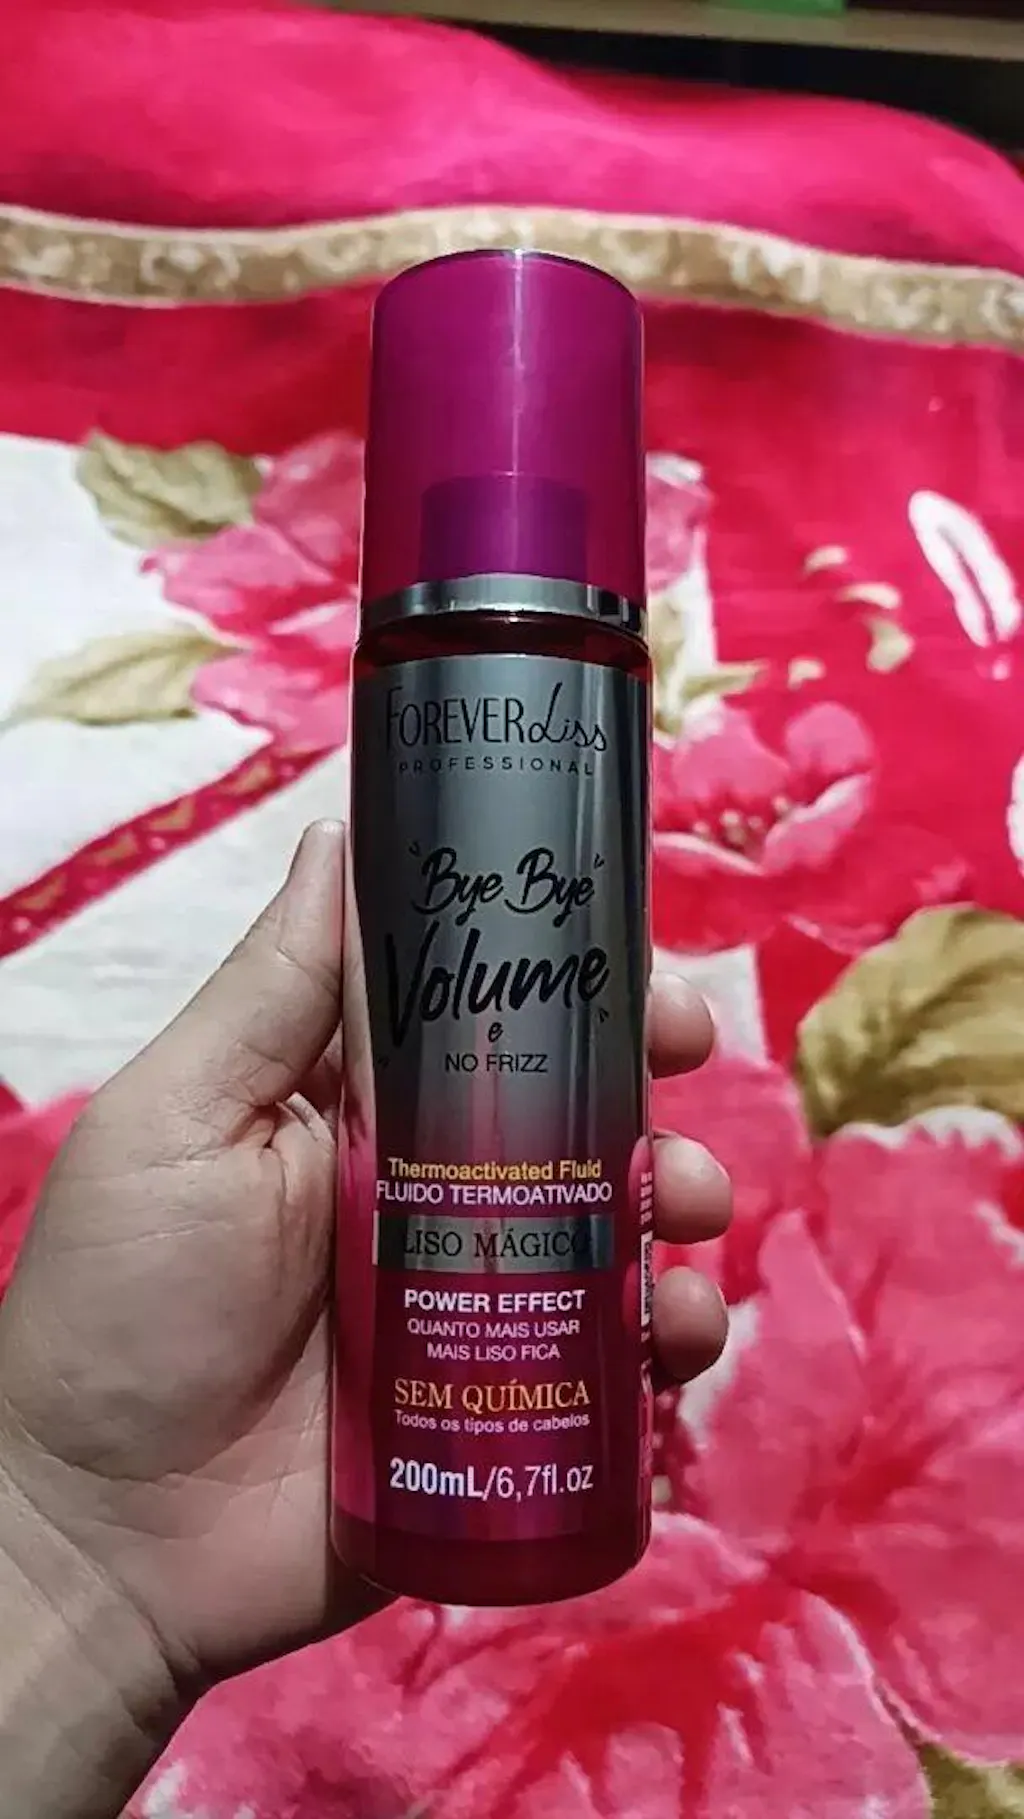 FOREVER Liss
PROFESSIONAL
"Bye Bye
Volume"
e
NO FRIZZ
Thermoactivated Fluid
FLUIDO TERMOATIVADO
LISO MÁGICO
POWER EFFECT
QUANTO MAIS USAR
MAIS LISO FICA
SEM QUÍMICA
Todos os tipos de cabelos
200mL/6,7fl.oz